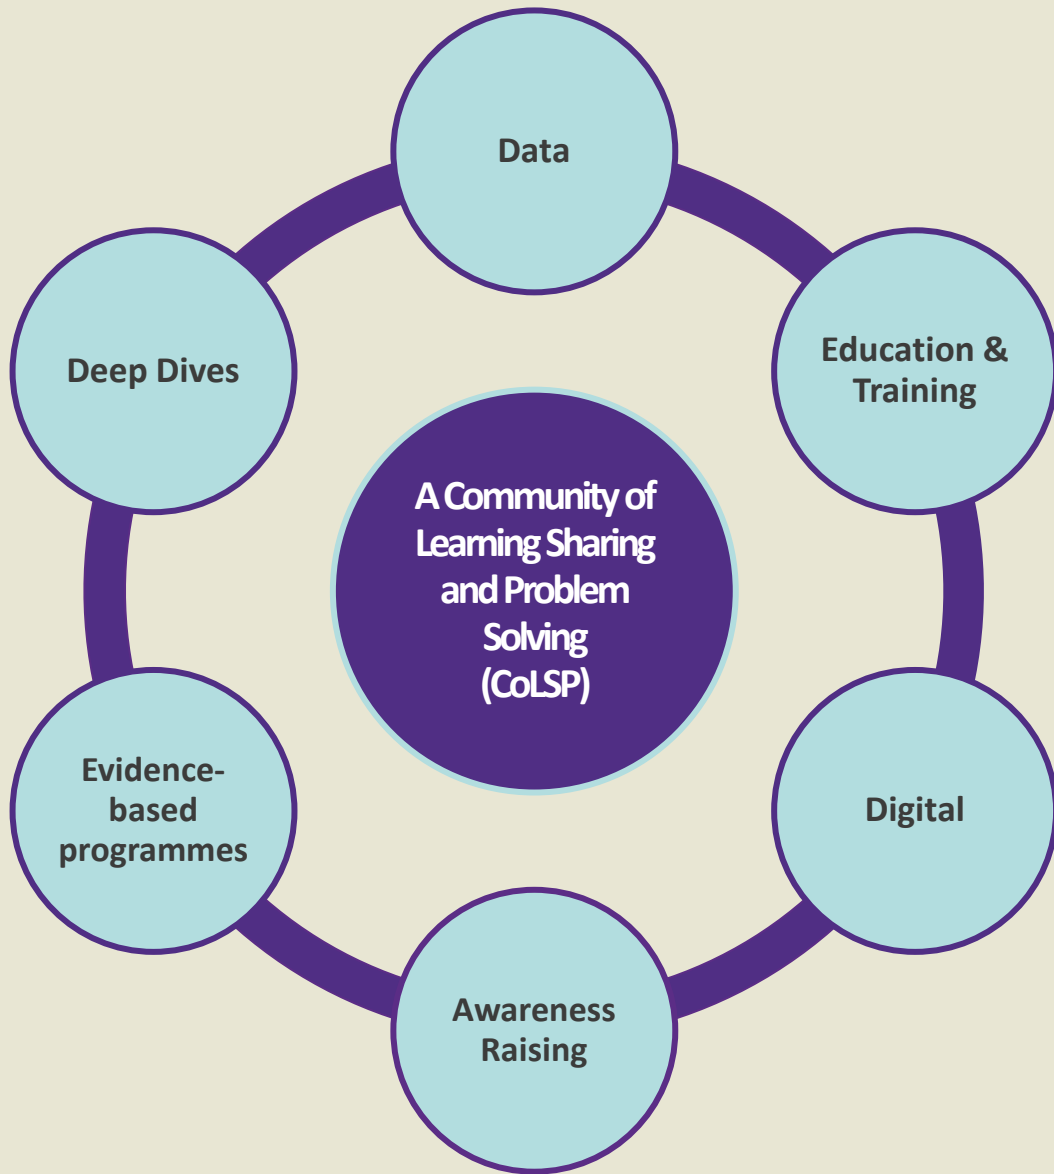 Data
Education &
Training
Deep Dives
A Community of
Learning Sharing
and Problem
Solving
(CoLSP)
Evidence-
based
programmes
Digital
Awareness
Raising